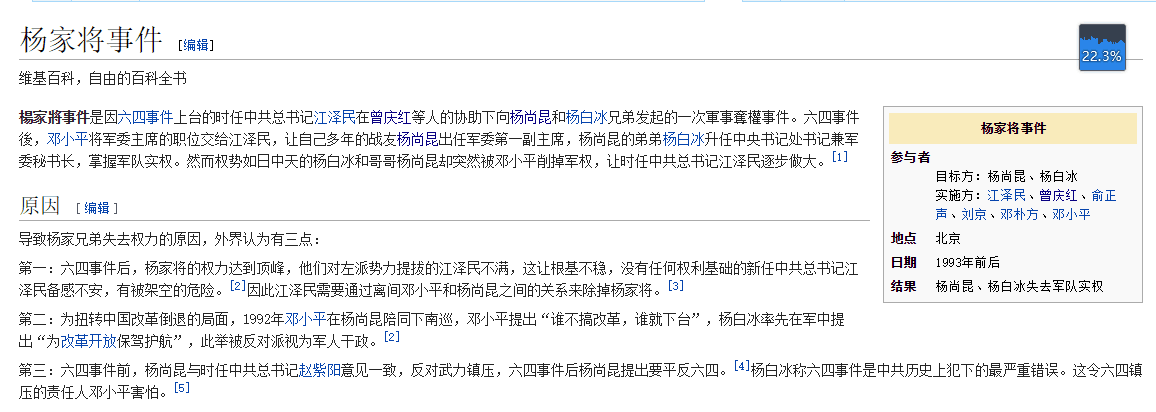 杨家将事件 [编辑]
22.3%
维基百科，自由的百科全书
楊家將事件是因六四事件上台的时任中共总书记江泽民在曾庆红等人的协助下向杨尚昆和杨白冰兄弟发起的一次軍事奪權事件。六四事件
後，邓小平将军委主席的职位交给江泽民，让自己多年的战友杨尚昆出任军委第一副主席，杨尚昆的弟弟杨白冰升任中央书记处书记兼军
委秘书长，掌握军队实权。然而权势如日中天的杨白冰和哥哥杨尚昆却突然被邓小平削掉军权，让时任中共总书记江泽民逐步做大。[1]
杨家将事件
参与者
目标方：杨尚昆、杨白冰
实施方：江泽民、曾庆红、俞正
声、刘京、邓朴方、邓小平
地点 北京
日期 1993年前后
结果 杨尚昆、杨白冰失去军队实权
原因 [编辑]
导致杨家兄弟失去权力的原因，外界认为有三点：
第一：六四事件后，杨家将的权力达到顶峰，他们对左派势力提拔的江泽民不满，这让根基不稳，没有任何权利基础的新任中共总书记江
泽民备感不安，有被架空的危险。[2]因此江泽民需要通过离间邓小平和杨尚昆之间的关系来除掉杨家将。[3]
第二：为扭转中国改革倒退的局面，1992年邓小平在杨尚昆陪同下南巡，邓小平提出“谁不搞改革，谁就下台”，杨白冰率先在军中提
出“为改革开放保驾护航”，此举被反对派视为军人干政。[2]
第三：六四事件前，杨尚昆与时任中共总书记赵紫阳意见一致，反对武力镇压，六四事件后杨尚昆提出要平反六四。[4]杨白冰称六四事件是中共历史上犯下的最严重错误。这令六四镇
压的责任人邓小平害怕。[5]